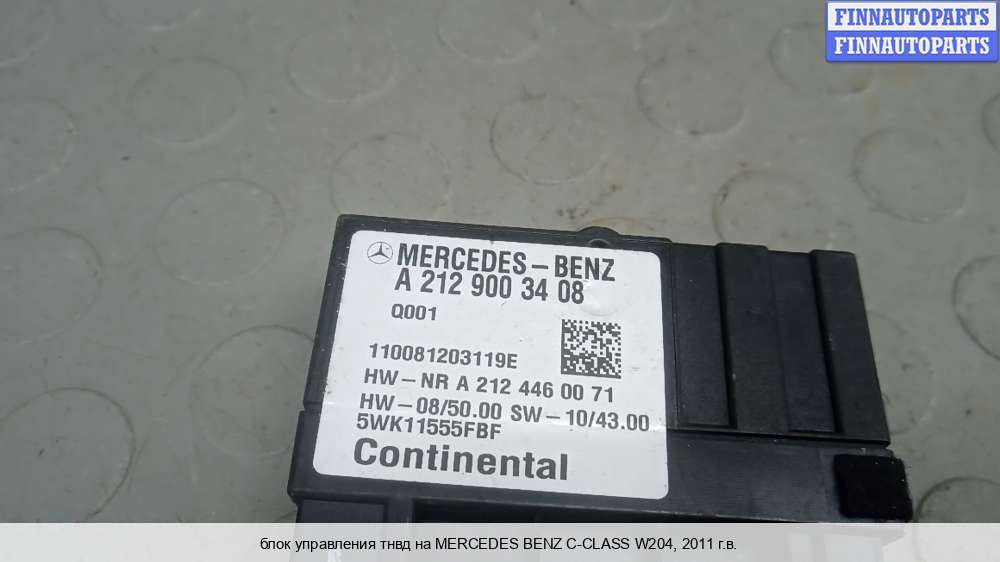 FINNAUTOPARTS
FINNAUTOPARTS
MERCEDES-BENZ
A 212 900 34 08
Q001
110081203119E
HW-NR A 212 446 00 71
HW-08/50.00 SW-10/43.00
5WK11555FBF
Continental
блок управления тнвд на MERCEDES BENZ C-CLASS W204, 2011 г.в.